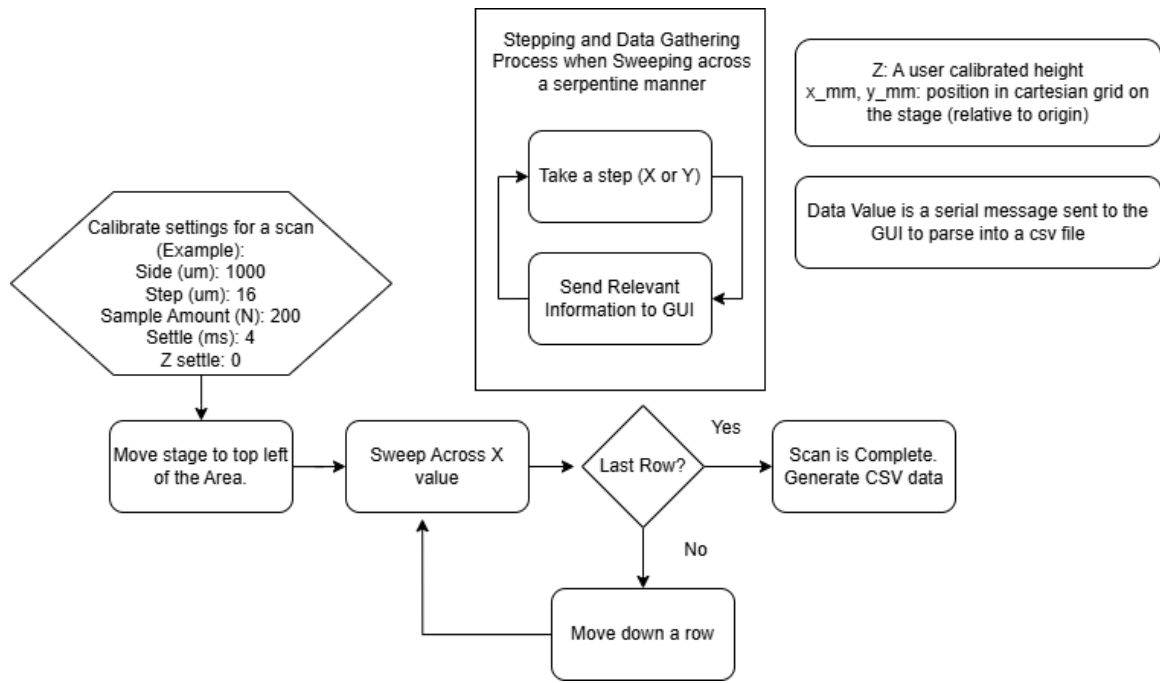 Stepping and Data Gathering
Process when Sweeping across
a serpentine manner
Take a step (X or Y)
Send Relevant
Information to GUI
Z: A user calibrated height
x_mm, y_mm: position in cartesian grid on
the stage (relative to origin)
Data Value is a serial message sent to the
GUI to parse into a csv file
Calibrate settings for a scan
(Example):
Side (um): 1000
Step (um): 16
Sample Amount (N): 200
Settle (ms): 4
Z settle: 0
Move stage to top left
of the Area.
Sweep Across X
value
Last Row?
Yes
Scan is Complete.
Generate CSV data
No
Move down a row